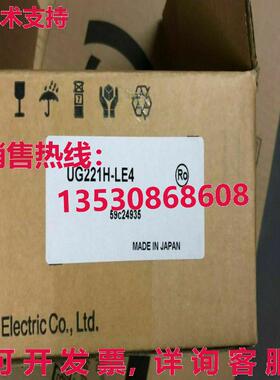 术支持
销售热线：
UG221H-LE4
Ro
13530868608
59c24935
MADE IN JAPAN
Electric Co., Ltd.
可开发票，详询客服